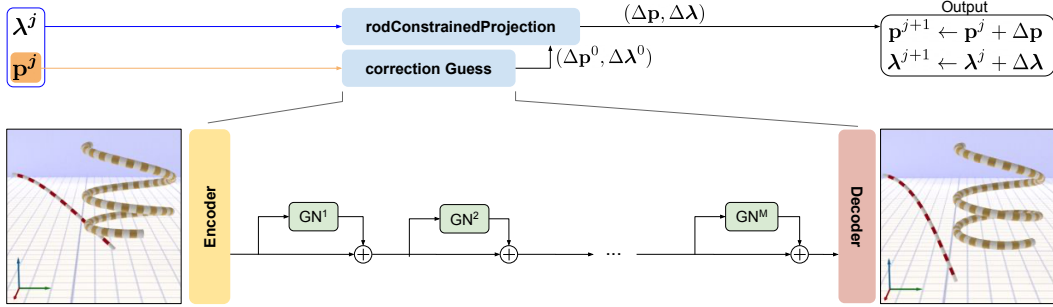 λ^j
p^j
rodConstrainedProjection
correction Guess
(Δp, Δλ)
(Δp^0, Δλ^0)
Output
p^{j+1} ← p^j + Δp
λ^{j+1} ← λ^j + Δλ
Encoder
GN^1
GN^2
...
GN^M
Decoder